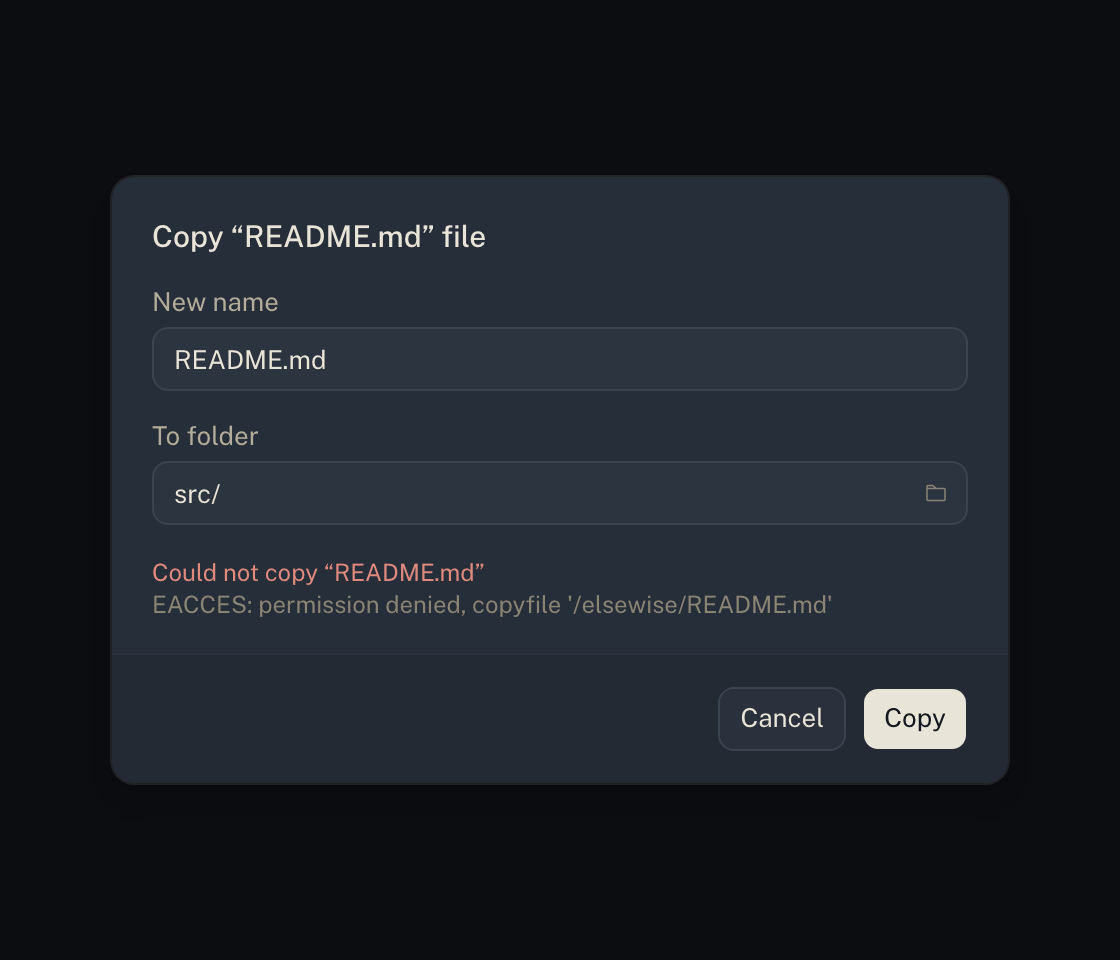 Copy “README.md” file
New name
README.md
To folder
src/
Could not copy “README.md”
EACCES: permission denied, copyfile '/elsewise/README.md'
Cancel
Copy